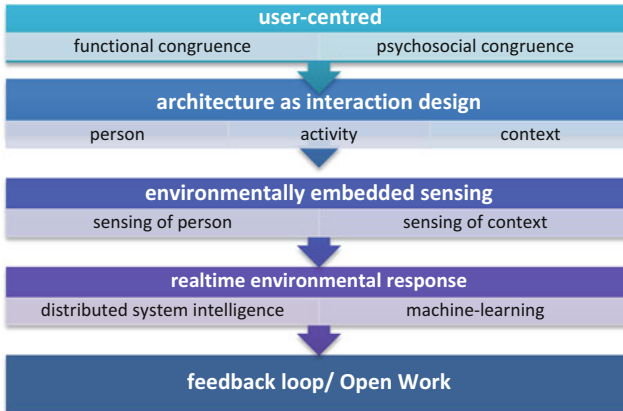 user-centred
functional congruence psychosocial congruence
architecture as interaction design
person activity context
environmentally embedded sensing
sensing of person sensing of context
realtime environmental response
distributed system intelligence machine-learning
feedback loop/ Open Work